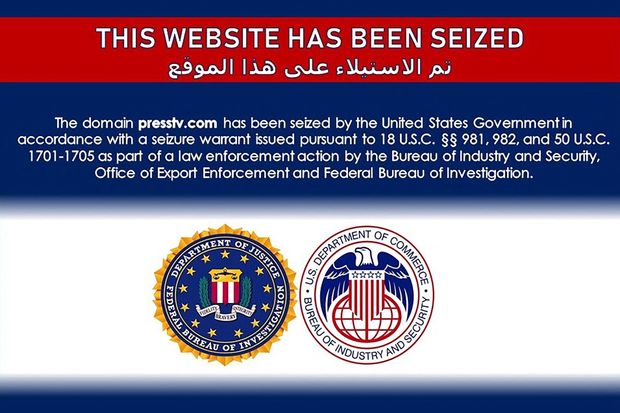 THIS WEBSITE HAS BEEN SEIZED
تم الاستيلاء على هذا الموقع
The domain presstv.com has been seized by the United States Government in
accordance with a seizure warrant issued pursuant to 18 U.S.C. §§ 981, 982, and 50 U.S.C.
1701-1705 as part of a law enforcement action by the Bureau of Industry and Security,
Office of Export Enforcement and Federal Bureau of Investigation.
DEPARTMENT OF JUSTICE
FEDERAL BUREAU OF INVESTIGATION
FIDELITY BRAVERY INTEGRITY
U.S. DEPARTMENT OF COMMERCE
BUREAU OF INDUSTRY AND SECURITY